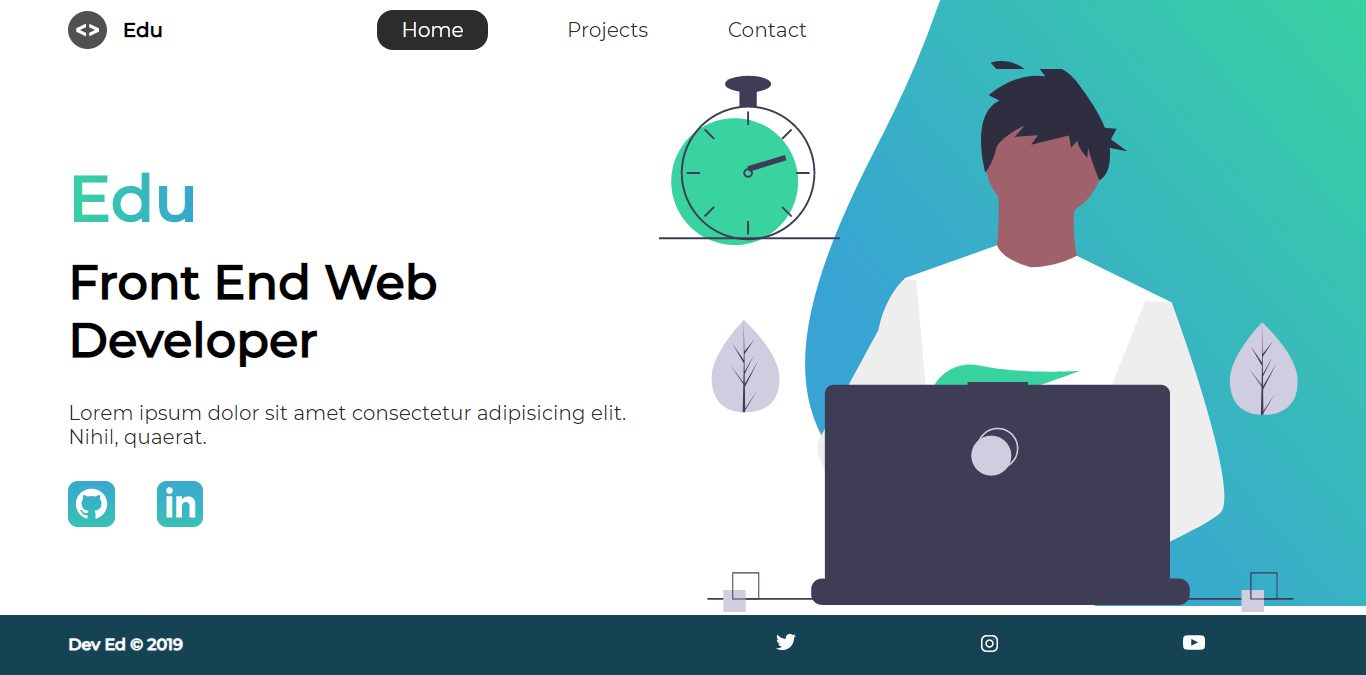 <> Edu
Home
Projects
Contact
Edu
Front End Web
Developer
Lorem ipsum dolor sit amet consectetur adipisicing elit.
Nihil, quaerat.
in
Dev Ed © 2019